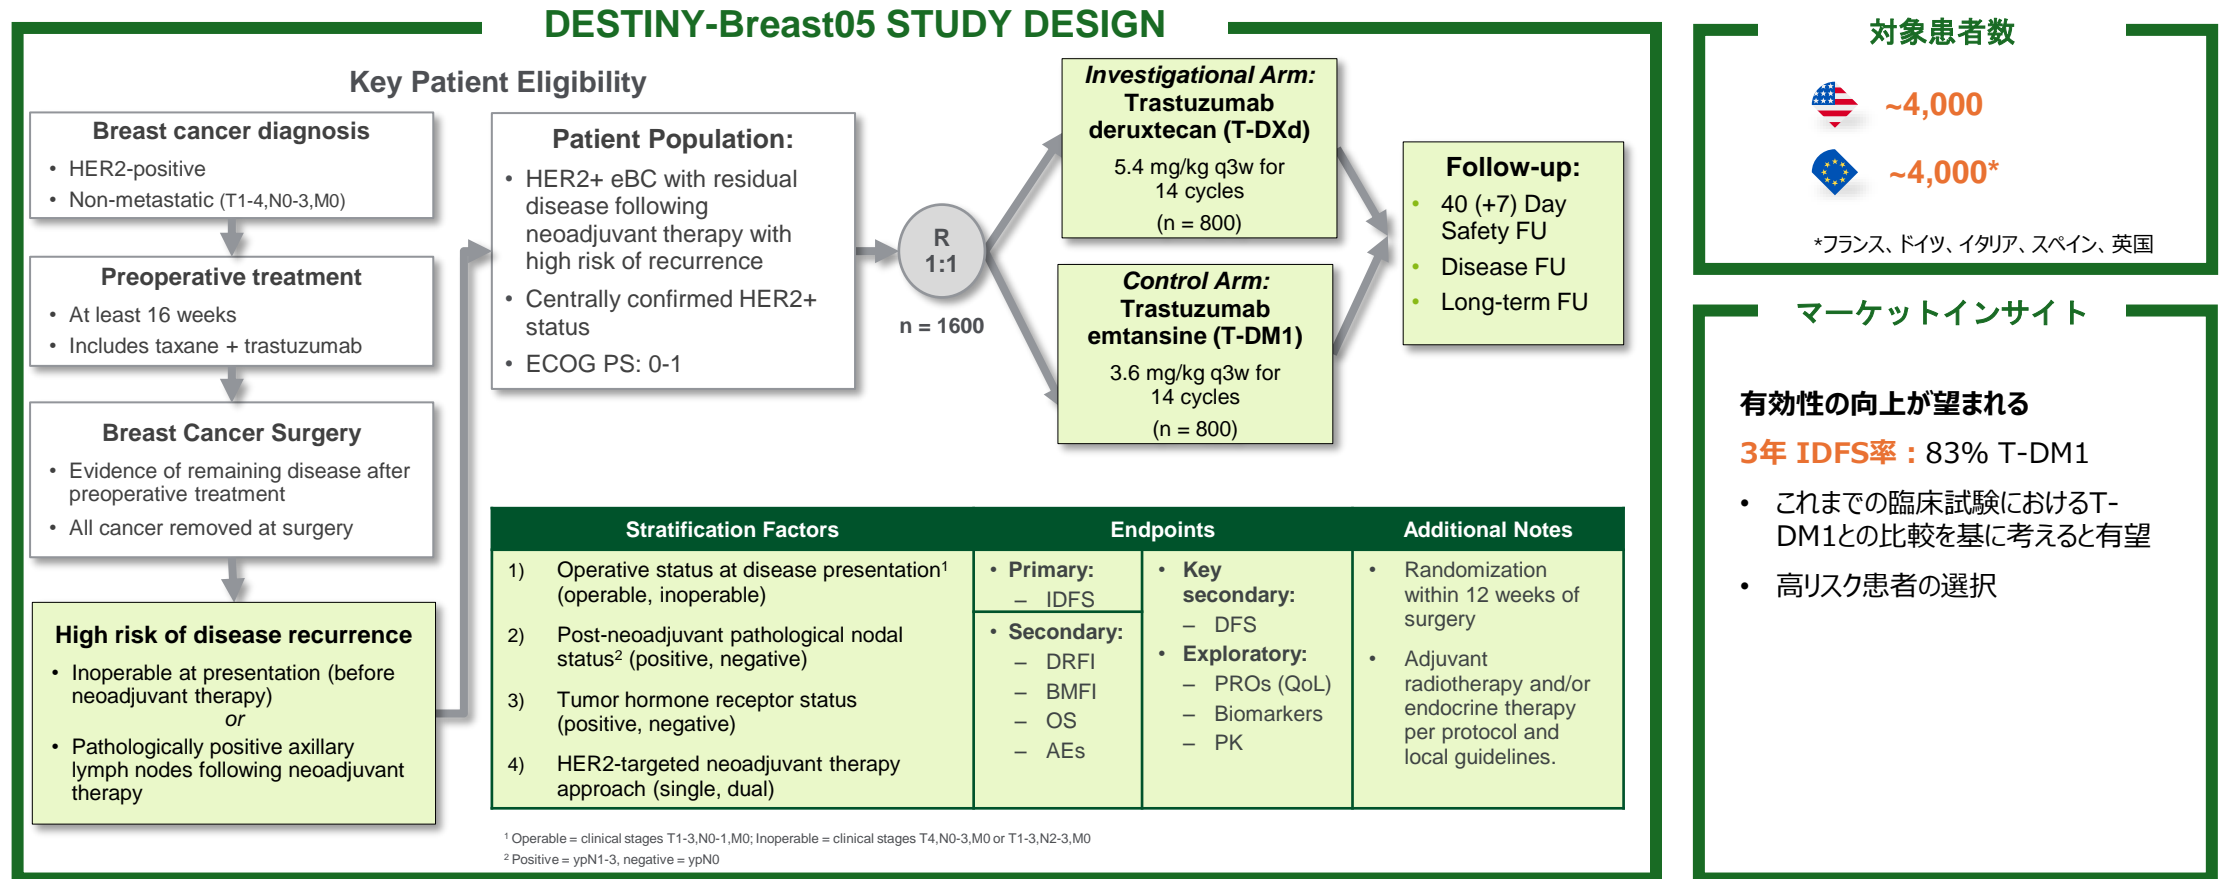 DESTINY-Breast05 STUDY DESIGN
Key Patient Eligibility
Breast cancer diagnosis
• HER2-positive
• Non-metastatic (T1-4,N0-3,M0)
Preoperative treatment
• At least 16 weeks
• Includes taxane + trastuzumab
Breast Cancer Surgery
• Evidence of remaining disease after
preoperative treatment
• All cancer removed at surgery
High risk of disease recurrence
• Inoperable at presentation (before
neoadjuvant therapy)
or
• Pathologically positive axillary
lymph nodes following neoadjuvant
therapy
Patient Population:
• HER2+ eBC with residual
disease following
neoadjuvant therapy with
high risk of recurrence
• Centrally confirmed HER2+
status
• ECOG PS: 0-1
R
1:1
n = 1600
Investigational Arm:
Trastuzumab
deruxtecan (T-DXd)
5.4 mg/kg q3w for
14 cycles
(n = 800)
Control Arm:
Trastuzumab
emtansine (T-DM1)
3.6 mg/kg q3w for
14 cycles
(n = 800)
Follow-up:
• 40 (+7) Day
Safety FU
• Disease FU
• Long-term FU
Stratification Factors
1) Operative status at disease presentation¹
(operable, inoperable)
2) Post-neoadjuvant pathological nodal
status² (positive, negative)
3) Tumor hormone receptor status
(positive, negative)
4) HER2-targeted neoadjuvant therapy
approach (single, dual)
Endpoints
• Primary:
– IDFS
• Secondary:
– DRFI
– BMFI
– OS
– AEs
• Key
secondary:
– DFS
• Exploratory:
– PROs (QoL)
– Biomarkers
– PK
Additional Notes
• Randomization
within 12 weeks of
surgery
• Adjuvant
radiotherapy and/or
endocrine therapy
per protocol and
local guidelines.
¹ Operable = clinical stages T1-3,N0-1,M0; Inoperable = clinical stages T4,N0-3,M0 or T1-3,N2-3,M0
² Positive = ypN1-3, negative = ypN0
対象患者数
~4,000
~4,000*
*フランス、ドイツ、イタリア、スペイン、英国
マーケットインサイト
有効性の向上が望まれる
3年 IDFS率：83% T-DM1
• これまでの臨床試験におけるT-
DM1との比較を基に考えると有望
• 高リスク患者の選択